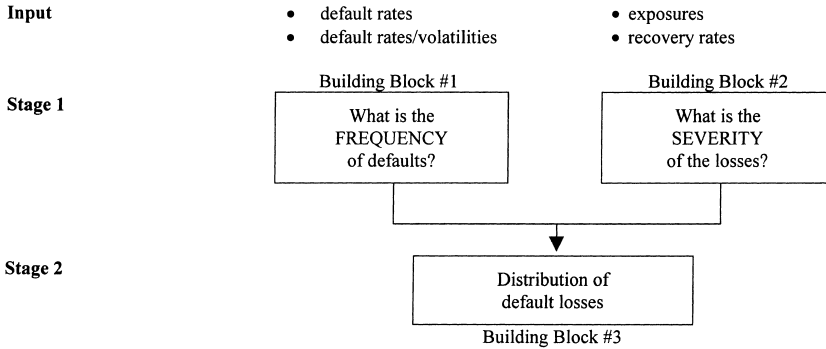 Input
• default rates
• default rates/volatilities
• exposures
• recovery rates
Stage 1
Building Block #1
What is the
FREQUENCY
of defaults?
Building Block #2
What is the
SEVERITY
of the losses?
Stage 2
Distribution of
default losses
Building Block #3